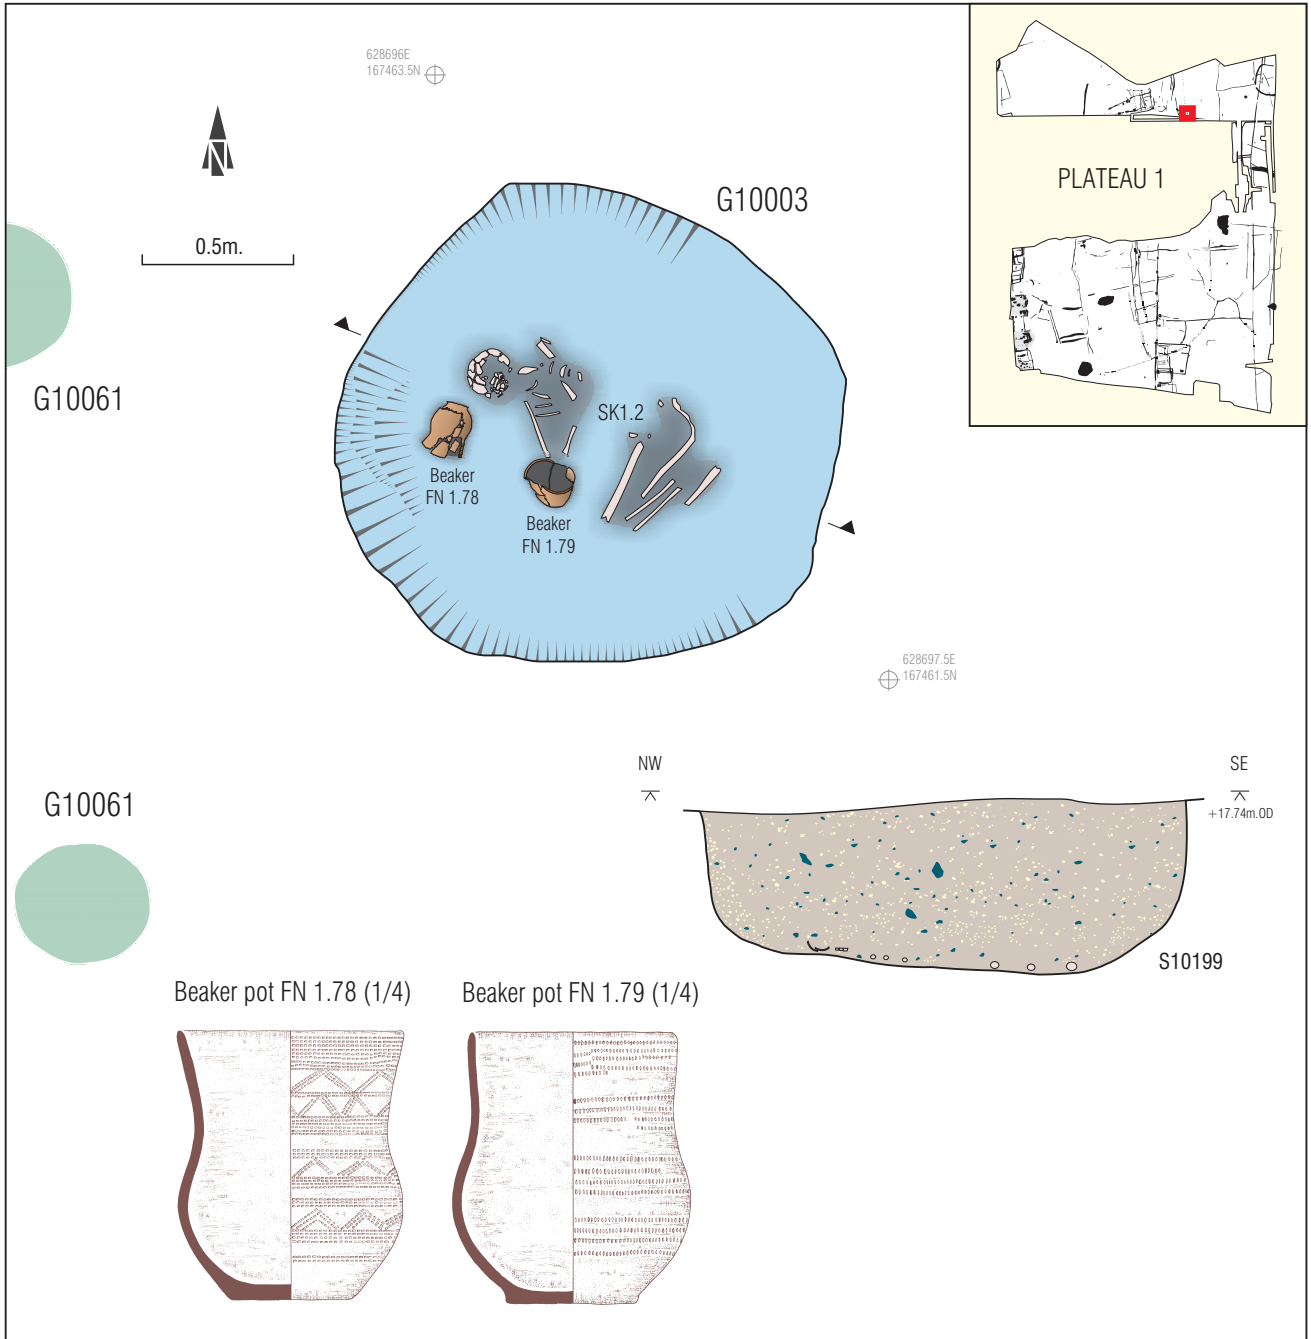 628696E
167463.5N
N
0.5m.
G10003
PLATEAU 1
G10061
SK1.2
Beaker
FN 1.78
Beaker
FN 1.79
628697.5E
167461.5N
NW
SE
+17.74m.OD
G10061
S10199
Beaker pot FN 1.78 (1/4)
Beaker pot FN 1.79 (1/4)